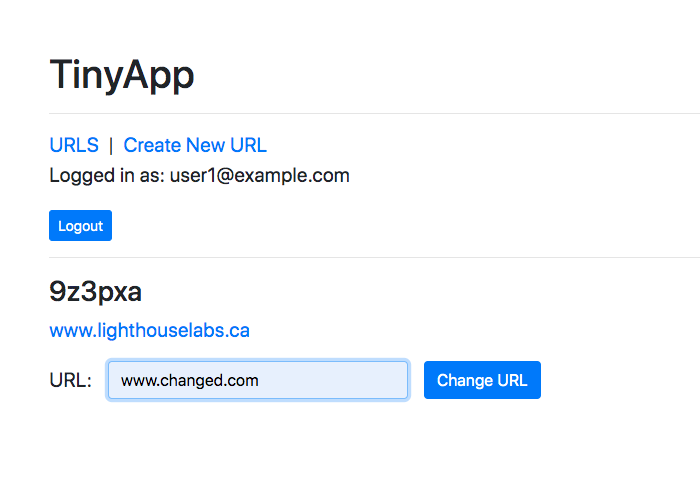 TinyApp
URLS | Create New URL
Logged in as: user1@example.com
Logout
9z3pxa
www.lighthouselabs.ca
URL: www.changed.com Change URL